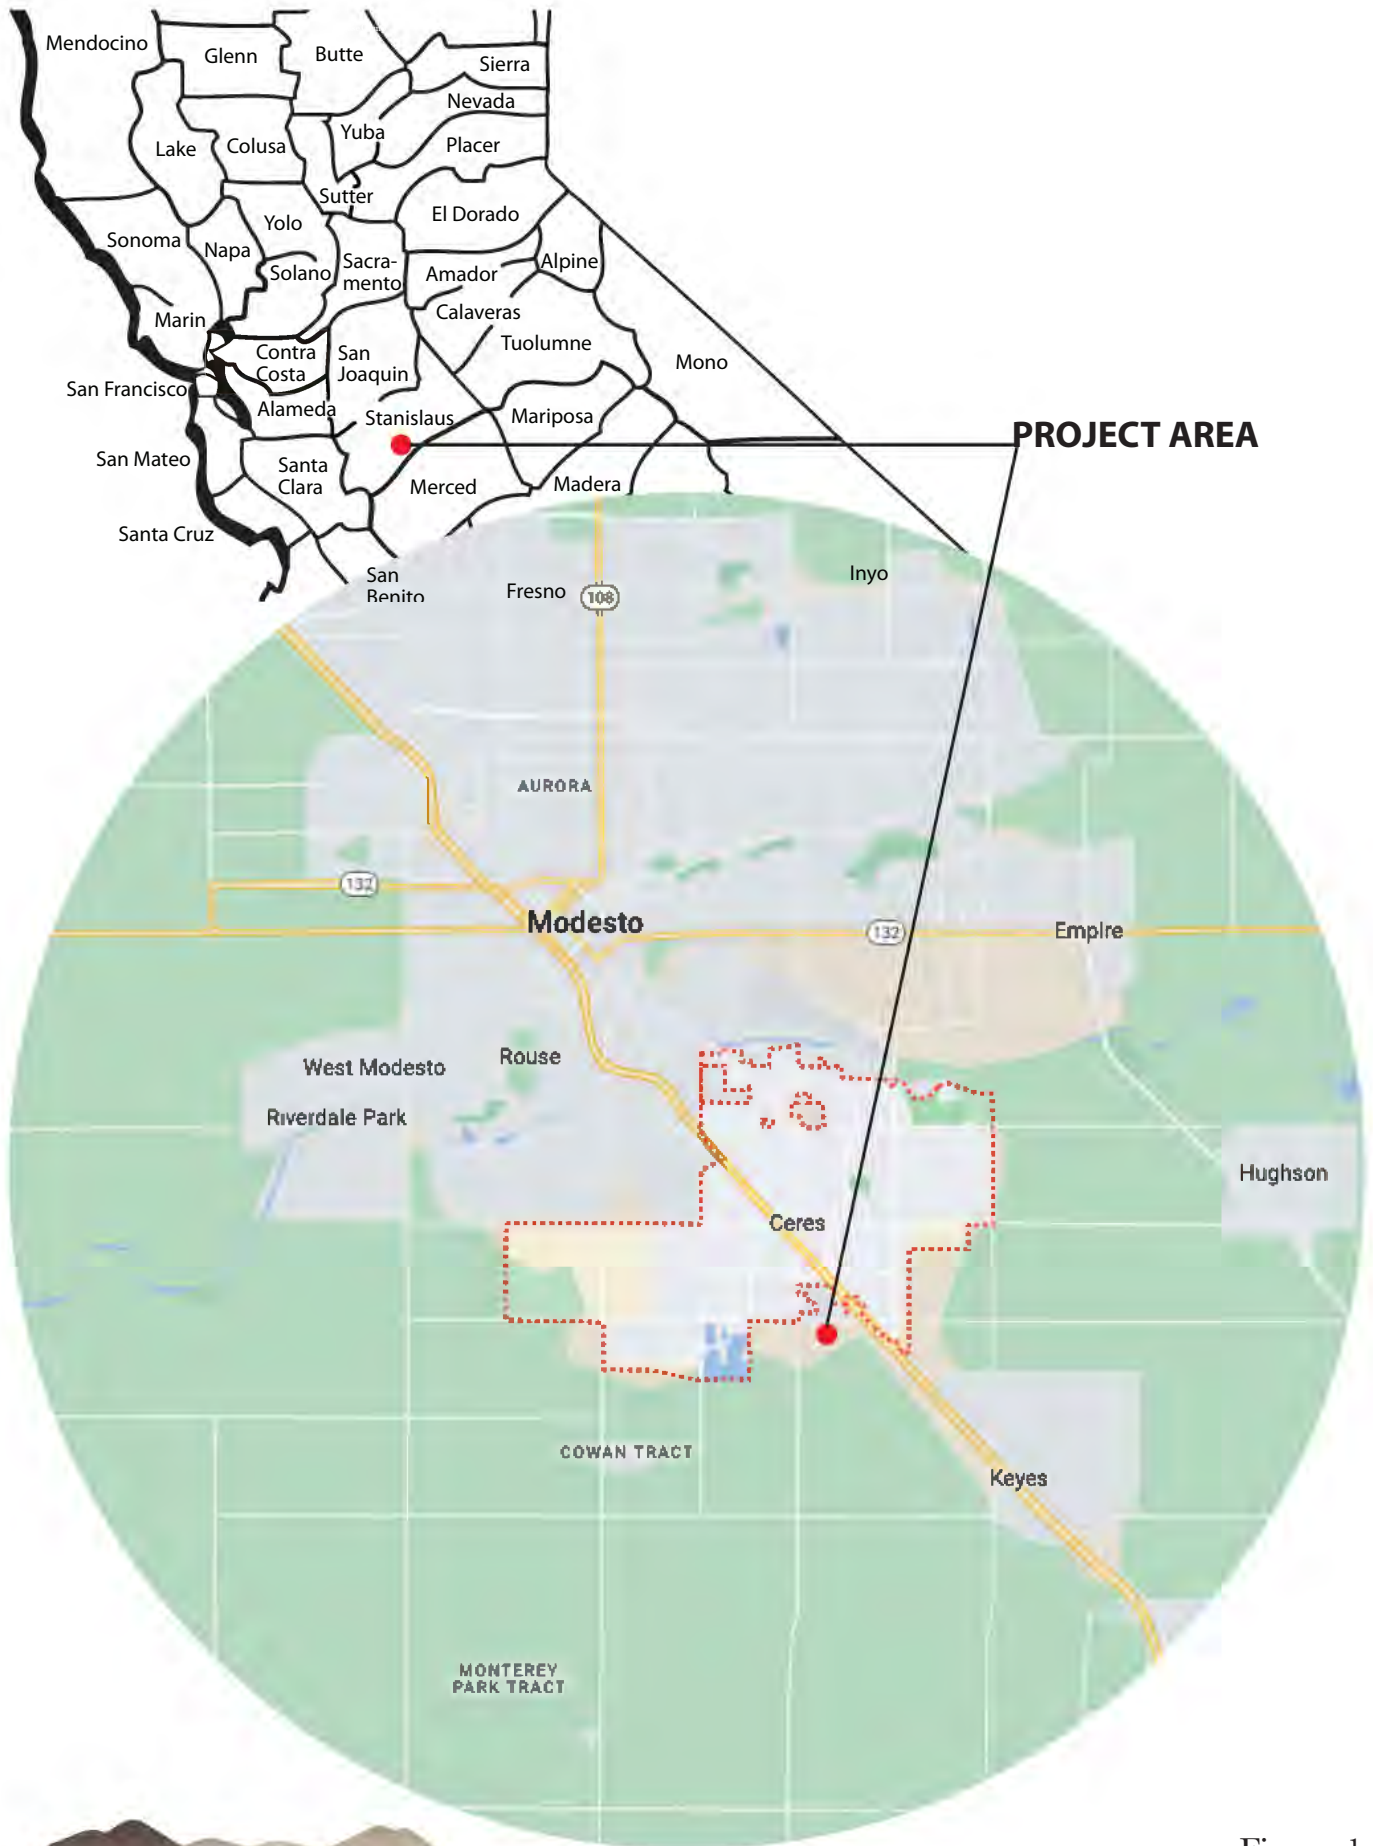 Mendocino
Glenn
Butte
Sierra
Nevada
Yuba
Placer
Lake
Colusa
Sutter
El Dorado
Yolo
Sonoma
Napa
Solano
Sacra-
mento
Amador
Alpine
Calaveras
Marin
Tuolumne
Contra
Costa
San
Joaquin
Mono
San Francisco
Alameda
Stanislaus
Mariposa
PROJECT AREA
San Mateo
Santa
Clara
Merced
Madera
Santa Cruz
San
Benito
Fresno
108
Inyo
AURORA
132
Modesto
132
Empire
Rouse
West Modesto
Riverdale Park
Hughson
Ceres
COWAN TRACT
Keyes
MONTEREY
PARK TRACT
Figure 1